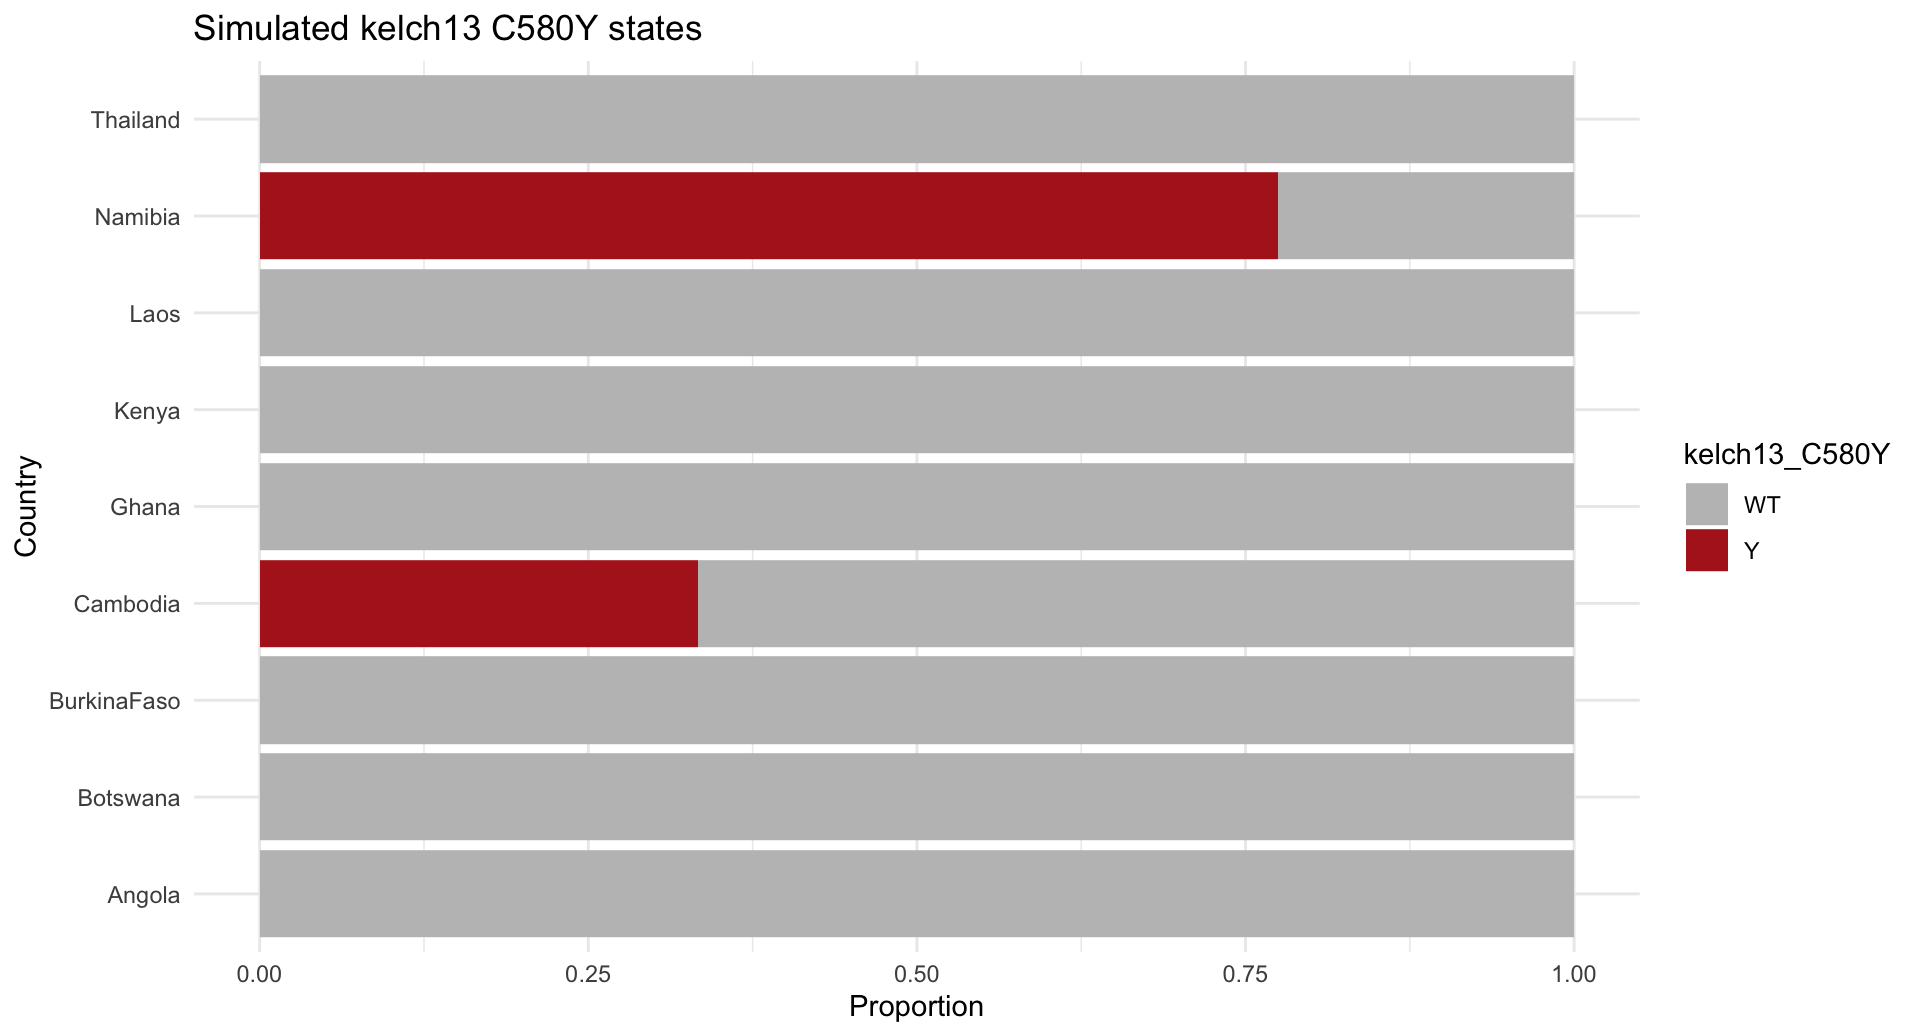 Simulated kelch13 C580Y states
Country
Thailand
Namibia
Laos
Kenya
Ghana
Cambodia
BurkinaFaso
Botswana
Angola
0.00 0.25 0.50 0.75 1.00
Proportion
kelch13_C580Y
WT
Y